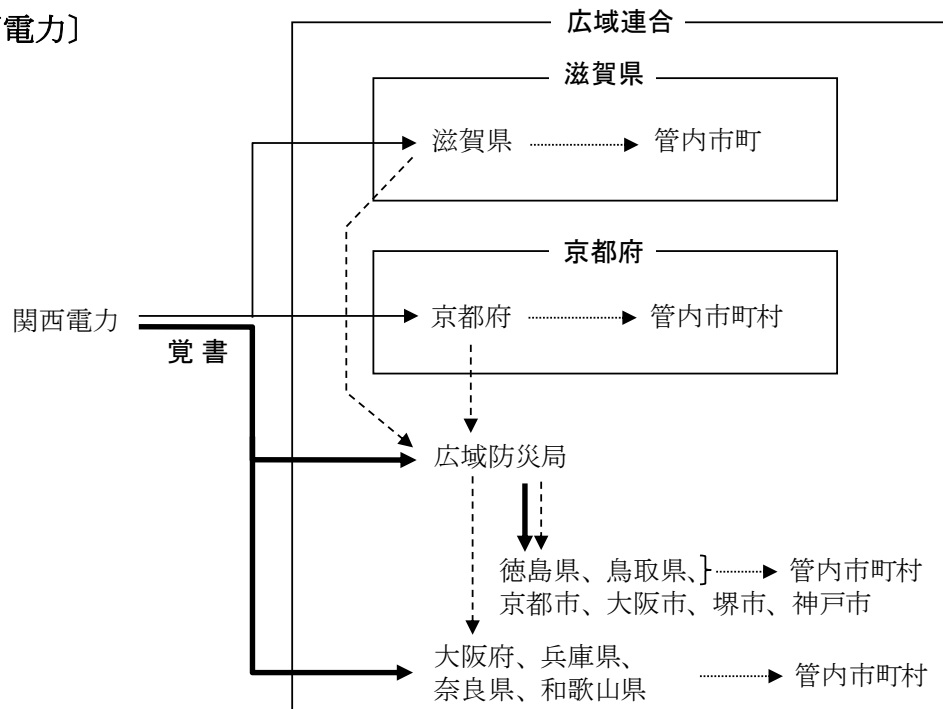 電力〕
広域連合
滋賀県
滋賀県 管内市町
京都府
京都府 管内市町村
関西電力
覚書
広域防災局
徳島県、鳥取県、} 管内市町村
京都市、大阪市、堺市、神戸市
大阪府、兵庫県、
奈良県、和歌山県 管内市町村